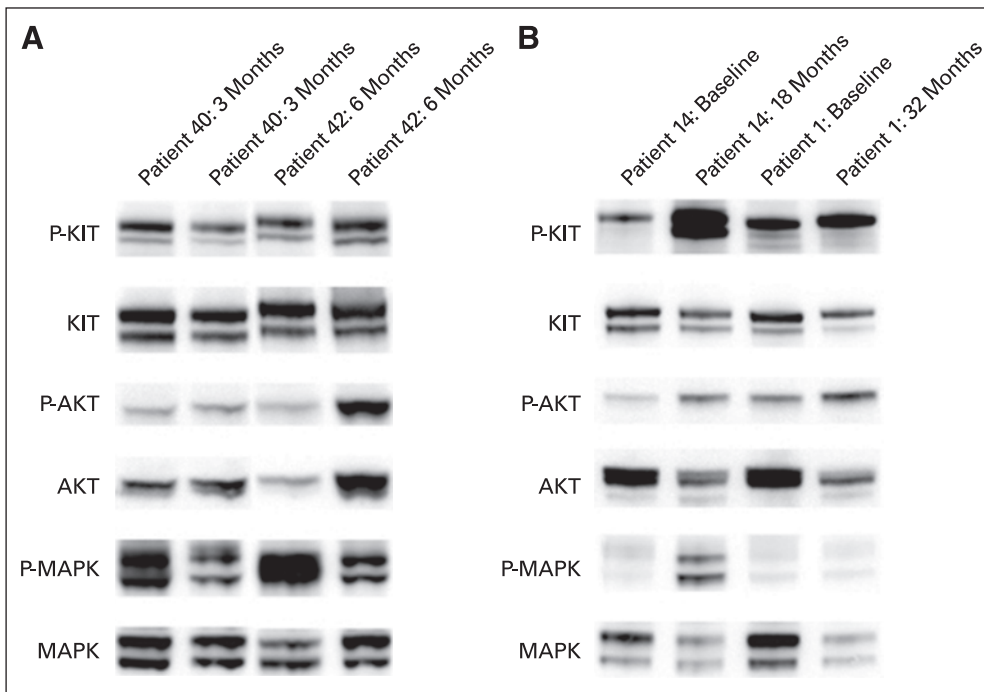 A
Patient 40: 3 Months
Patient 40: 3 Months
Patient 42: 6 Months
Patient 42: 6 Months
P-KIT
KIT
P-AKT
AKT
P-MAPK
MAPK
B
Patient 14: Baseline
Patient 14: 18 Months
Patient 1: Baseline
Patient 1: 32 Months
P-KIT
KIT
P-AKT
AKT
P-MAPK
MAPK